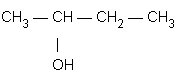 CH₃ — CH — CH₂ — CH₃
|
OH